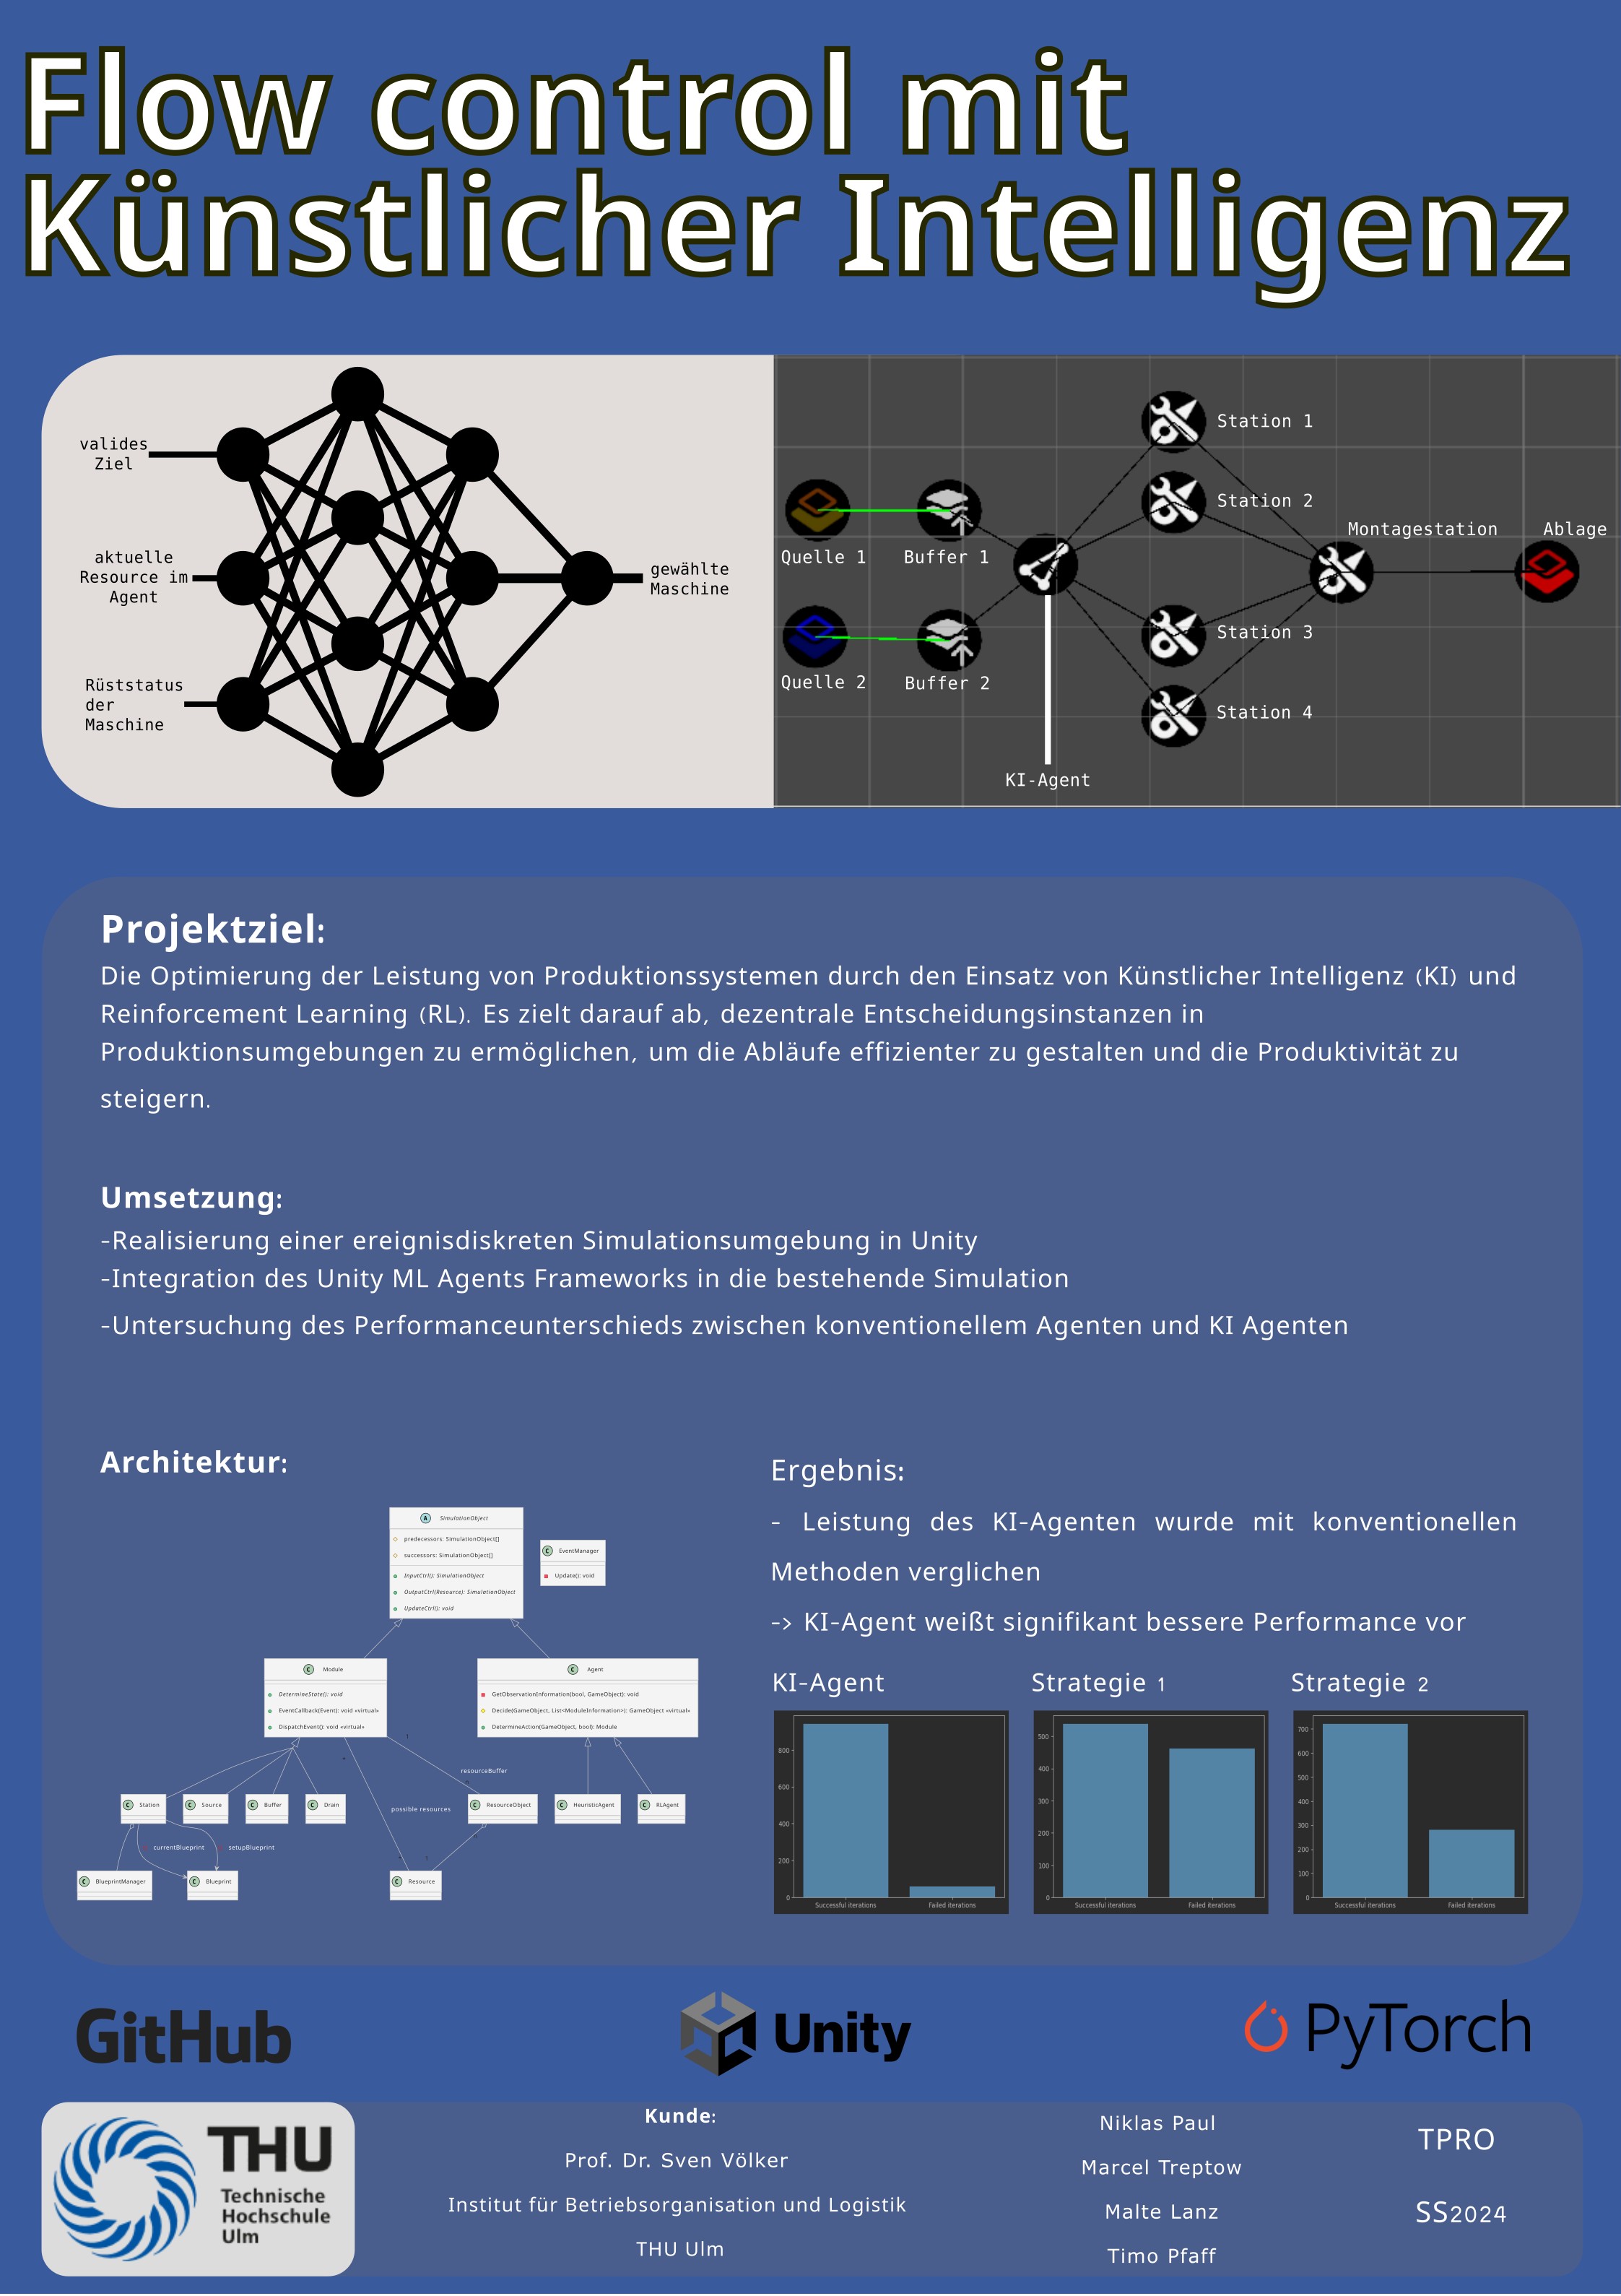 Flow control mit
Künstlicher Intelligenz
valides
Ziel
aktuelle
Resource im
Agent
Rüststatus
der
Maschine
gewählte
Maschine
Quelle 1
Buffer 1
Quelle 2
Buffer 2
KI-Agent
Station 1
Station 2
Station 3
Station 4
Montagestation
Ablage
Projektziel:
Die Optimierung der Leistung von Produktionssystemen durch den Einsatz von Künstlicher Intelligenz (KI) und
Reinforcement Learning (RL). Es zielt darauf ab, dezentrale Entscheidungsinstanzen in
Produktionsumgebungen zu ermöglichen, um die Abläufe effizienter zu gestalten und die Produktivität zu
steigern.
Umsetzung:
-Realisierung einer ereignisdiskreten Simulationsumgebung in Unity
-Integration des Unity ML Agents Frameworks in die bestehende Simulation
-Untersuchung des Performanceunterschieds zwischen konventionellem Agenten und KI Agenten
Architektur:
A SimulationObject
predecessors: SimulationObject[]
successors: SimulationObject[]
InputCtrl(): SimulationObject
OutputCtrl(Resource): SimulationObject
UpdateCtrl(): void
C EventManager
Update(): void
C Module
DetermineState(): void
EventCallback(Event): void «virtual»
DispatchEvent(): void «virtual»
C Agent
GetObservationInformation(bool, GameObject): void
Decide(GameObject, List<ModuleInformation>): GameObject «virtual»
DetermineAction(GameObject, bool): Module
resourceBuffer
possible resources
C Station
C Source
C Buffer
C Drain
C ResourceObject
C HeuristicAgent
C RLAgent
currentBlueprint
setupBlueprint
C BlueprintManager
C Blueprint
C Resource
Ergebnis:
- Leistung des KI-Agenten wurde mit konventionellen
Methoden verglichen
-> KI-Agent weißt signifikant bessere Performance vor
KI-Agent
800
600
400
200
0
Successful iterations
Failed iterations
Strategie 1
500
400
300
200
100
0
Successful iterations
Failed iterations
Strategie 2
700
600
500
400
300
200
100
0
Successful iterations
Failed iterations
GitHub
Unity
PyTorch
THU
Technische
Hochschule
Ulm
Kunde:
Prof. Dr. Sven Völker
Institut für Betriebsorganisation und Logistik
THU Ulm
Niklas Paul
Marcel Treptow
Malte Lanz
Timo Pfaff
TPRO
SS2024